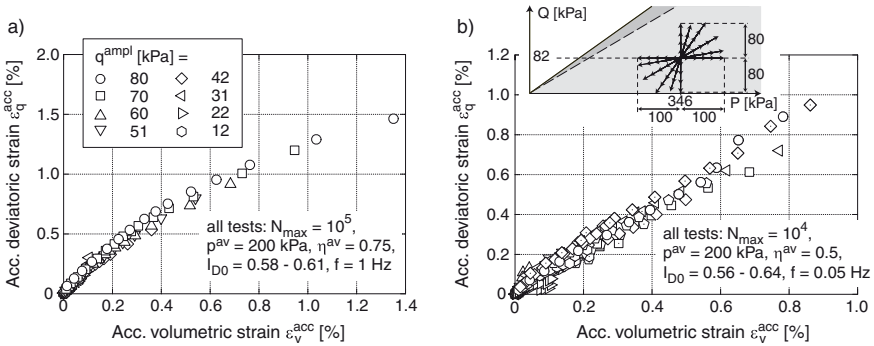 a)
2.0
1.5
1.0
0.5
0
0 0.2 0.4 0.6 0.8 1.0 1.2 1.4
Acc. deviatoric strain ε_q^acc [%]
Acc. volumetric strain ε_v^acc [%]
q^ampl [kPa] =
80 42
70 31
60 22
51 12
all tests: N_max = 10^5,
p^av = 200 kPa, η^av = 0.75,
I_D0 = 0.58 - 0.61, f = 1 Hz
b)
Q [kPa]
82
80
80
346
P [kPa]
100 100
1.2
1.0
0.8
0.6
0.4
0.2
0
0 0.2 0.4 0.6 0.8 1.0
Acc. deviatoric strain ε_q^acc [%]
Acc. volumetric strain ε_v^acc [%]
all tests: N_max = 10^4,
p^av = 200 kPa, η^av = 0.5,
I_D0 = 0.56 - 0.64, f = 0.05 Hz